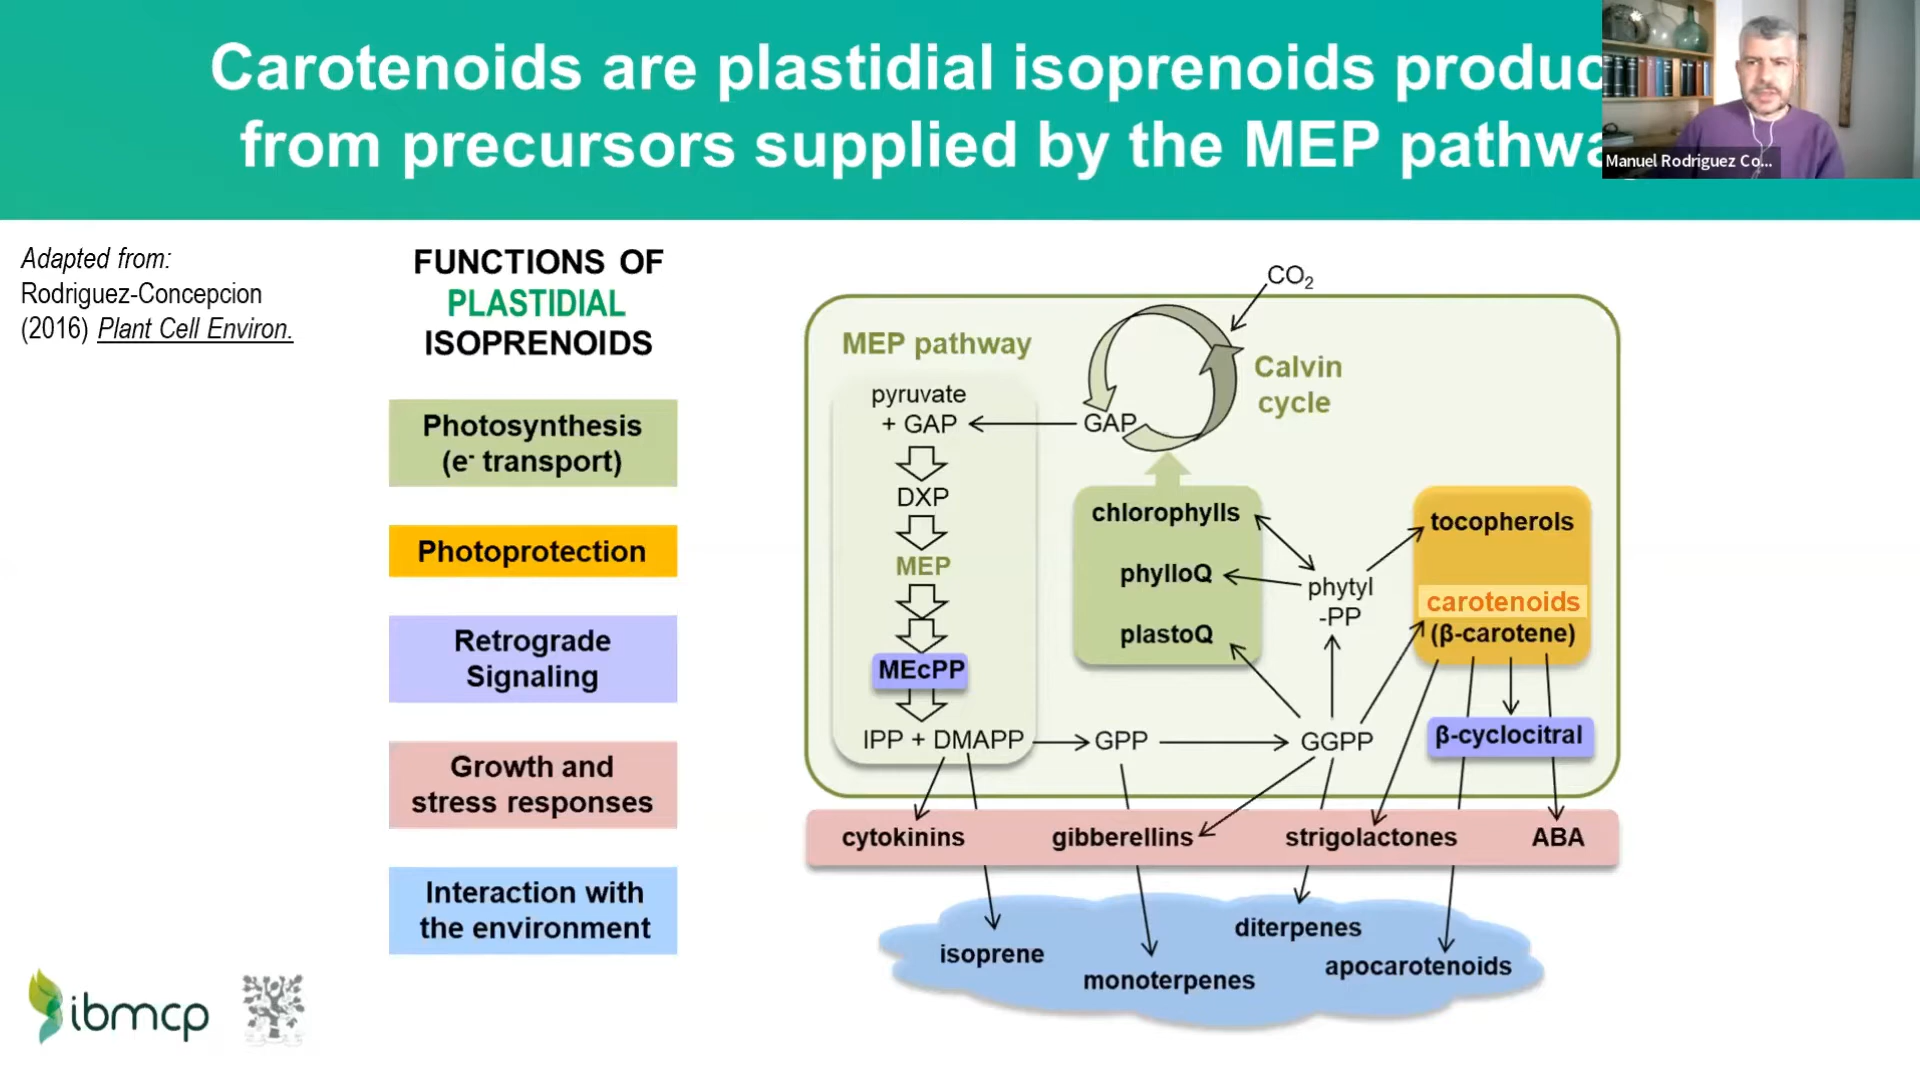 Carotenoids are plastidial isoprenoids produc
from precursors supplied by the MEP pathwa
Manuel Rodriguez Co...
Adapted from:
Rodriguez-Concepcion
(2016) Plant Cell Environ.
FUNCTIONS OF
PLASTIDIAL
ISOPRENOIDS
Photosynthesis
(e- transport)
Photoprotection
Retrograde
Signaling
Growth and
stress responses
Interaction with
the environment
CO2
MEP pathway
Calvin
cycle
pyruvate
+ GAP
GAP
DXP
MEP
MEcPP
IPP + DMAPP
GPP
GGPP
chlorophylls
phylloQ
plastoQ
phytyl
-PP
tocopherols
carotenoids
(β-carotene)
β-cyclocitral
cytokinins
gibberellins
strigolactones
ABA
isoprene
monoterpenes
diterpenes
apocarotenoids
ibmcp